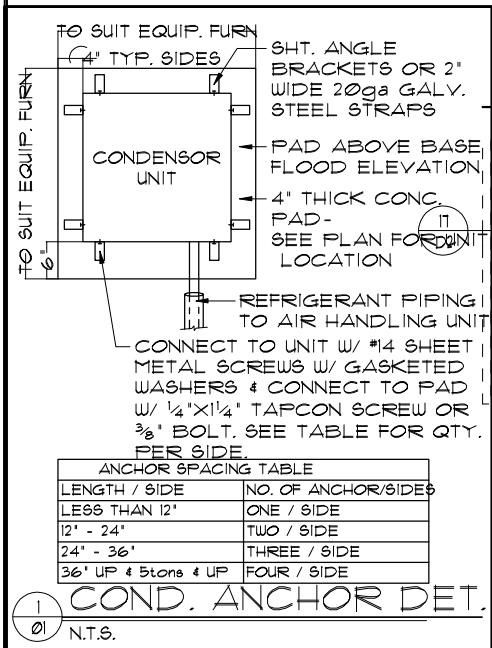 TO SUIT EQUIP. FURN
4" TYP. SIDES
TO SUIT EQUIP. FURN
6"
CONDENSOR
UNIT
SHT. ANGLE
BRACKETS OR 2"
WIDE 20ga GALV.
STEEL STRAPS
PAD ABOVE BASE
FLOOD ELEVATION
4" THICK CONC.
PAD-
SEE PLAN FOR UNIT
LOCATION
17
REFRIGERANT PIPING
TO AIR HANDLING UNIT
CONNECT TO UNIT W/ #14 SHEET
METAL SCREWS W/ GASKETED
WASHERS & CONNECT TO PAD
W/ 1/4"X1 1/4" TAPCON SCREW OR
3/8" BOLT. SEE TABLE FOR QTY.
PER SIDE.
ANCHOR SPACING TABLE
LENGTH / SIDE NO. OF ANCHOR/SIDES
LESS THAN 12" ONE / SIDE
12" - 24" TWO / SIDE
24" - 36" THREE / SIDE
36" UP & 5tons & UP FOUR / SIDE
1
01
COND. ANCHOR DET.
N.T.S.